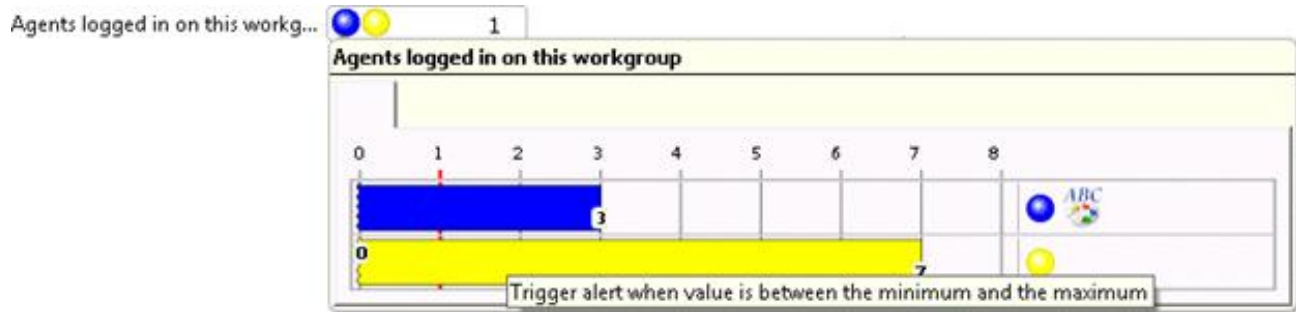 Agents logged in on this workg... 1
Agents logged in on this workgroup
0 1 2 3 4 5 6 7 8
3 ABC
0 7
Trigger alert when value is between the minimum and the maximum